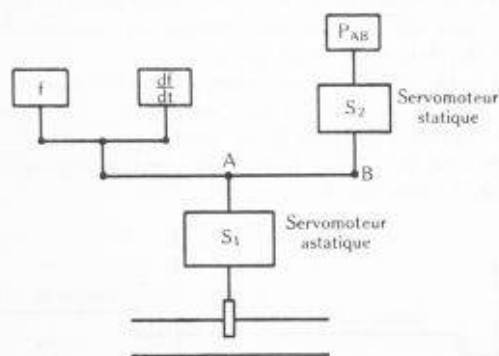 P_AB
f
df
dt
S₂
Servomoteur
statique
A
B
S₁
Servomoteur
astatique